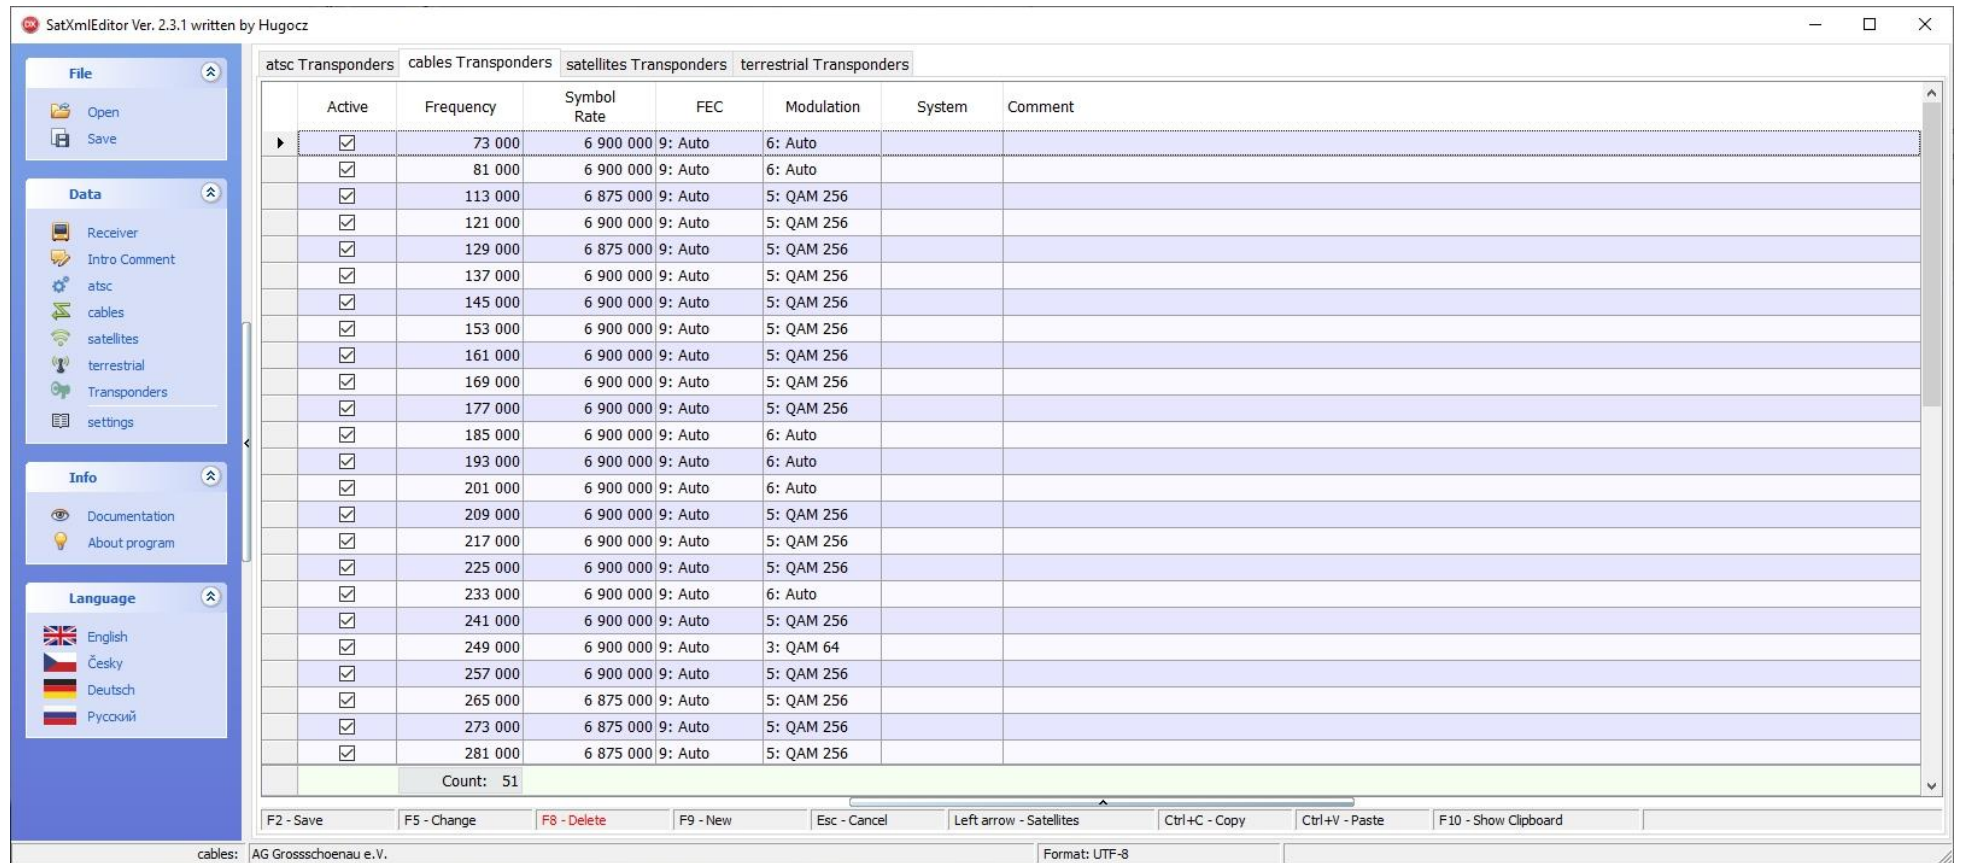 SatXmlEditor Ver. 2.3.1 written by Hugocz
File
Open
Save
Data
Receiver
Intro Comment
atsc
cables
satellites
terrestrial
Transponders
settings
Info
Documentation
About program
Language
English
Česky
Deutsch
Русский
atsc Transponders cables Transponders satellites Transponders terrestrial Transponders
Active Frequency Symbol Rate FEC Modulation System Comment
73 000 6 900 000 9: Auto 6: Auto
81 000 6 900 000 9: Auto 6: Auto
113 000 6 875 000 9: Auto 5: QAM 256
121 000 6 900 000 9: Auto 5: QAM 256
129 000 6 875 000 9: Auto 5: QAM 256
137 000 6 900 000 9: Auto 5: QAM 256
145 000 6 900 000 9: Auto 5: QAM 256
153 000 6 900 000 9: Auto 5: QAM 256
161 000 6 900 000 9: Auto 5: QAM 256
169 000 6 900 000 9: Auto 5: QAM 256
177 000 6 900 000 9: Auto 5: QAM 256
185 000 6 900 000 9: Auto 6: Auto
193 000 6 900 000 9: Auto 6: Auto
201 000 6 900 000 9: Auto 6: Auto
209 000 6 900 000 9: Auto 5: QAM 256
217 000 6 900 000 9: Auto 5: QAM 256
225 000 6 900 000 9: Auto 5: QAM 256
233 000 6 900 000 9: Auto 6: Auto
241 000 6 900 000 9: Auto 5: QAM 256
249 000 6 900 000 9: Auto 3: QAM 64
257 000 6 900 000 9: Auto 5: QAM 256
265 000 6 875 000 9: Auto 5: QAM 256
273 000 6 875 000 9: Auto 5: QAM 256
281 000 6 875 000 9: Auto 5: QAM 256
Count: 51
F2 - Save F5 - Change F8 - Delete F9 - New Esc - Cancel Left arrow - Satellites Ctrl+C - Copy Ctrl+V - Paste F10 - Show Clipboard
cables: AG Grossschoenau e.V. Format: UTF-8